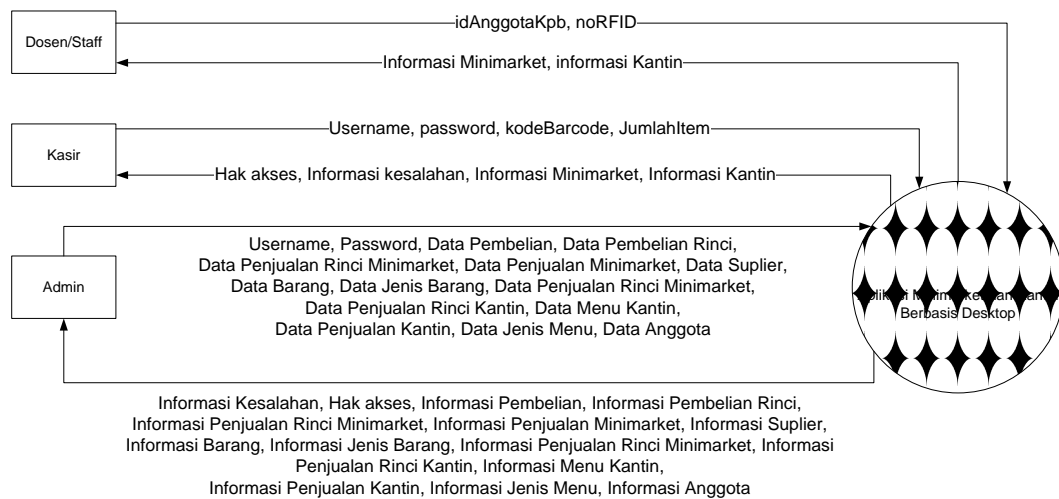 Dosen/Staff
idAnggotaKpb, noRFID
Informasi Minimarket, informasi Kantin
Kasir
Username, password, kodeBarcode, JumlahItem
Hak akses, Informasi kesalahan, Informasi Minimarket, Informasi Kantin
Admin
Username, Password, Data Pembelian, Data Pembelian Rinci,
Data Penjualan Rinci Minimarket, Data Penjualan Minimarket, Data Suplier,
Data Barang, Data Jenis Barang, Data Penjualan Rinci Minimarket,
Data Penjualan Rinci Kantin, Data Menu Kantin,
Data Penjualan Kantin, Data Jenis Menu, Data Anggota
Berbasis Desktop
Informasi Kesalahan, Hak akses, Informasi Pembelian, Informasi Pembelian Rinci,
Informasi Penjualan Rinci Minimarket, Informasi Penjualan Minimarket, Informasi Suplier,
Informasi Barang, Informasi Jenis Barang, Informasi Penjualan Rinci Minimarket, Informasi
Penjualan Rinci Kantin, Informasi Menu Kantin,
Informasi Penjualan Kantin, Informasi Jenis Menu, Informasi Anggota